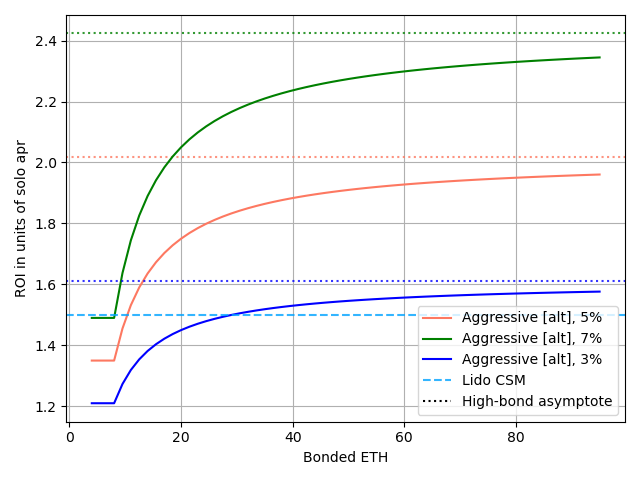 2.4
2.2
2.0
1.8
1.6
1.4
1.2
ROI in units of solo apr
0
20
40
60
80
Bonded ETH
Aggressive [alt], 5%
Aggressive [alt], 7%
Aggressive [alt], 3%
Lido CSM
High-bond asymptote